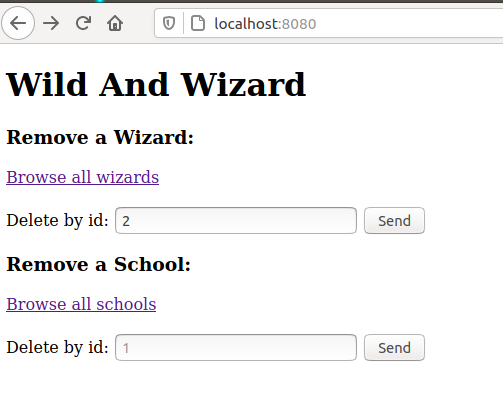 localhost:8080
Wild And Wizard
Remove a Wizard:
Browse all wizards
Delete by id: 2 Send
Remove a School:
Browse all schools
Delete by id: 1 Send